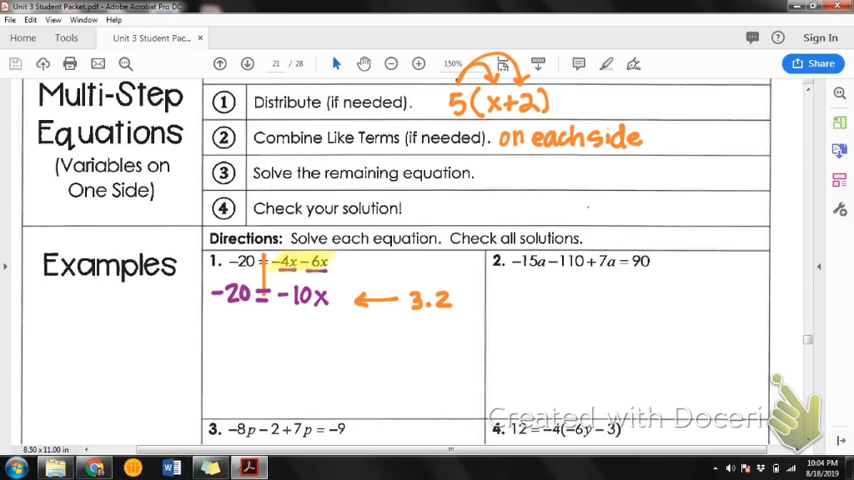 Unit 3 Student Packet.pdf - Adobe Acrobat Pro DC
File Edit View Window Help
Home Tools Unit 3 Student Pac... × Sign In
21 / 28 150% Share
Multi-Step
Equations
(Variables on
One Side)
1 Distribute (if needed). 5(x+2)
2 Combine Like Terms (if needed). on each side
3 Solve the remaining equation.
4 Check your solution!
Examples
Directions: Solve each equation. Check all solutions.
1. −20 = −4x − 6x
-20 = -10x ← 3.2
2. −15a − 110 + 7a = 90
3. −8p − 2 + 7p = −9
4. 12 = −4(−6y − 3)
Created with Doceri
8.50 x 11.00 in
10:04 PM
8/18/2019